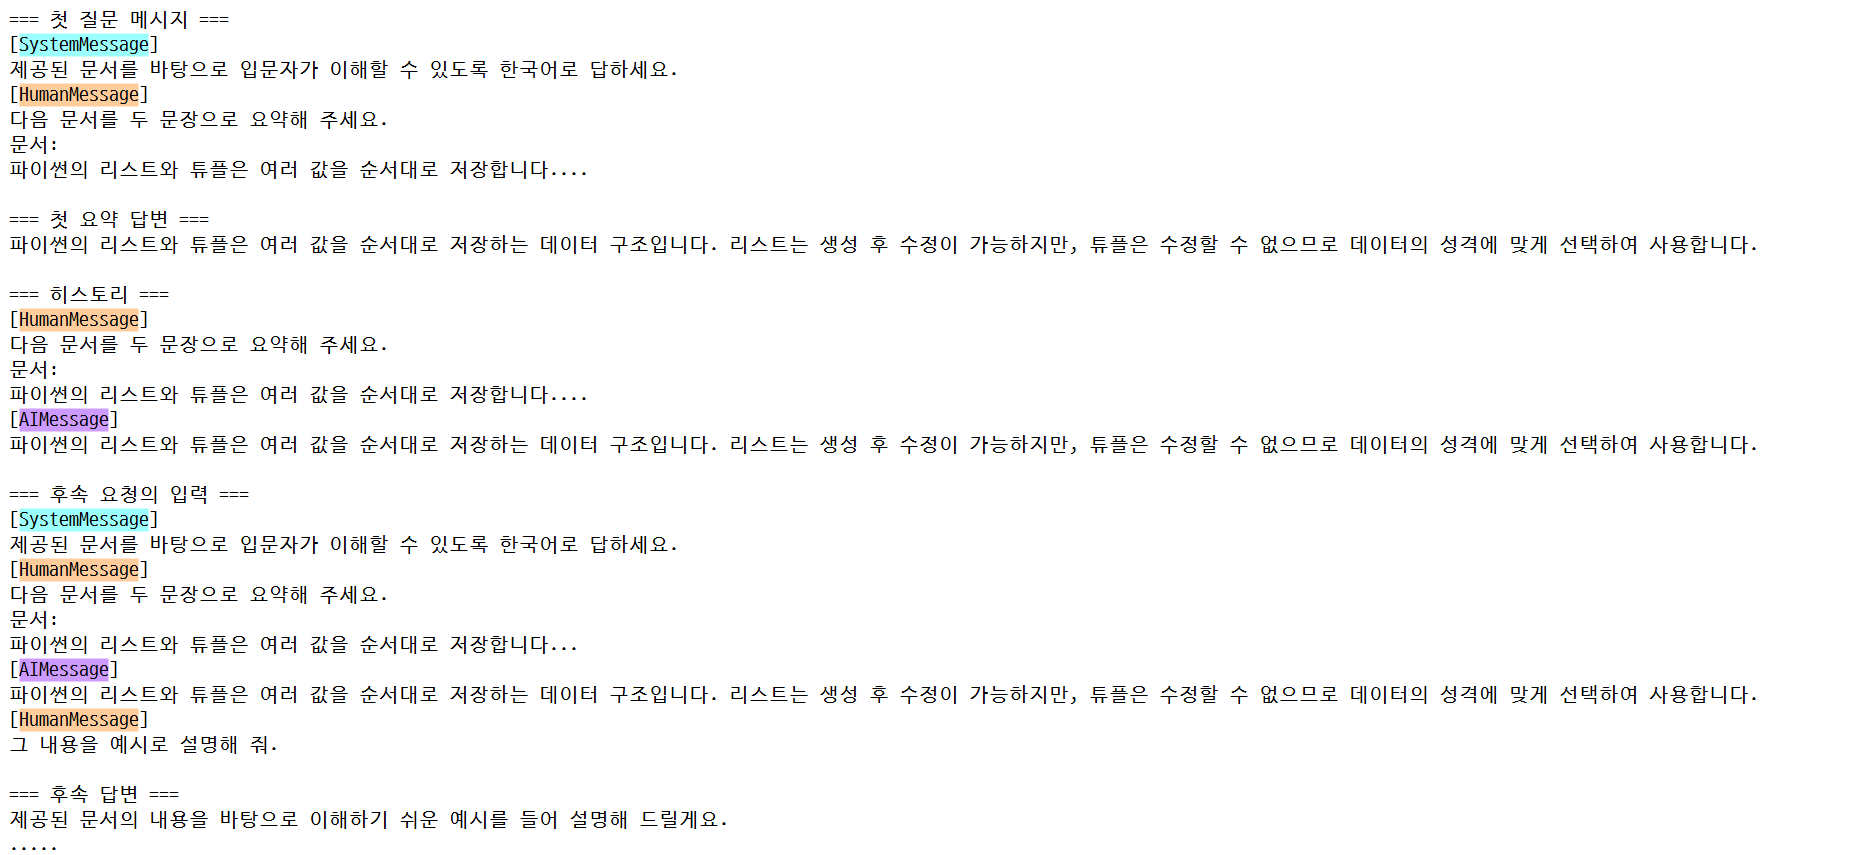 === 첫 질문 메시지 ===
[SystemMessage]
제공된 문서를 바탕으로 입문자가 이해할 수 있도록 한국어로 답하세요.
[HumanMessage]
다음 문서를 두 문장으로 요약해 주세요.
문서:
파이썬의 리스트와 튜플은 여러 값을 순서대로 저장합니다....

=== 첫 요약 답변 ===
파이썬의 리스트와 튜플은 여러 값을 순서대로 저장하는 데이터 구조입니다. 리스트는 생성 후 수정이 가능하지만, 튜플은 수정할 수 없으므로 데이터의 성격에 맞게 선택하여 사용합니다.

=== 히스토리 ===
[HumanMessage]
다음 문서를 두 문장으로 요약해 주세요.
문서:
파이썬의 리스트와 튜플은 여러 값을 순서대로 저장합니다....
[AIMessage]
파이썬의 리스트와 튜플은 여러 값을 순서대로 저장하는 데이터 구조입니다. 리스트는 생성 후 수정이 가능하지만, 튜플은 수정할 수 없으므로 데이터의 성격에 맞게 선택하여 사용합니다.

=== 후속 요청의 입력 ===
[SystemMessage]
제공된 문서를 바탕으로 입문자가 이해할 수 있도록 한국어로 답하세요.
[HumanMessage]
다음 문서를 두 문장으로 요약해 주세요.
문서:
파이썬의 리스트와 튜플은 여러 값을 순서대로 저장합니다...
[AIMessage]
파이썬의 리스트와 튜플은 여러 값을 순서대로 저장하는 데이터 구조입니다. 리스트는 생성 후 수정이 가능하지만, 튜플은 수정할 수 없으므로 데이터의 성격에 맞게 선택하여 사용합니다.
[HumanMessage]
그 내용을 예시로 설명해 줘.

=== 후속 답변 ===
제공된 문서의 내용을 바탕으로 이해하기 쉬운 예시를 들어 설명해 드릴게요.
.....